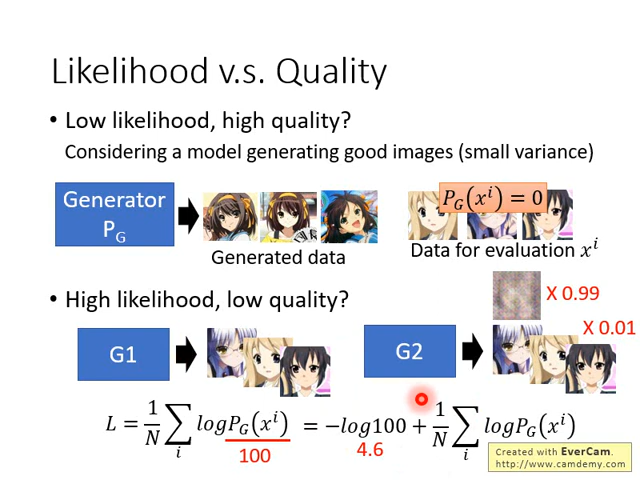 Likelihood v.s. Quality
• Low likelihood, high quality?
Considering a model generating good images (small variance)
Generator
P_G
P_G(x^i) = 0
Generated data
Data for evaluation x^i
• High likelihood, low quality?
X 0.99
X 0.01
G1
G2
L = 1/N ∑_i logP_G(x^i) = −log100 + 1/N ∑_i logP_G(x^i)
100
4.6
Created with EverCam.
http://www.camdemy.com